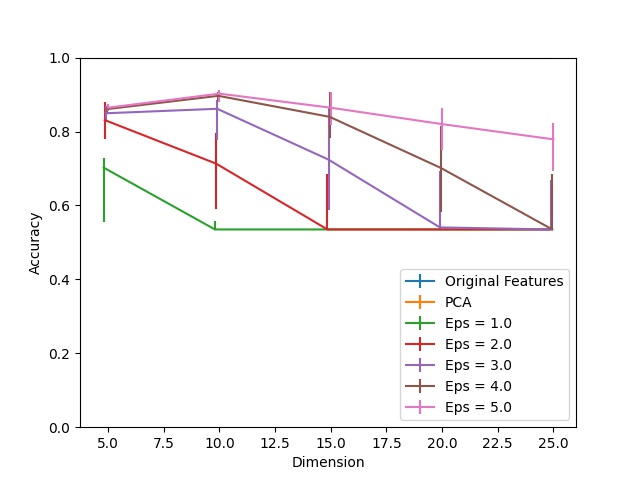 1.0
0.8
0.6
0.4
0.2
0.0
Accuracy
Original Features
PCA
Eps = 1.0
Eps = 2.0
Eps = 3.0
Eps = 4.0
Eps = 5.0
5.0 7.5 10.0 12.5 15.0 17.5 20.0 22.5 25.0
Dimension